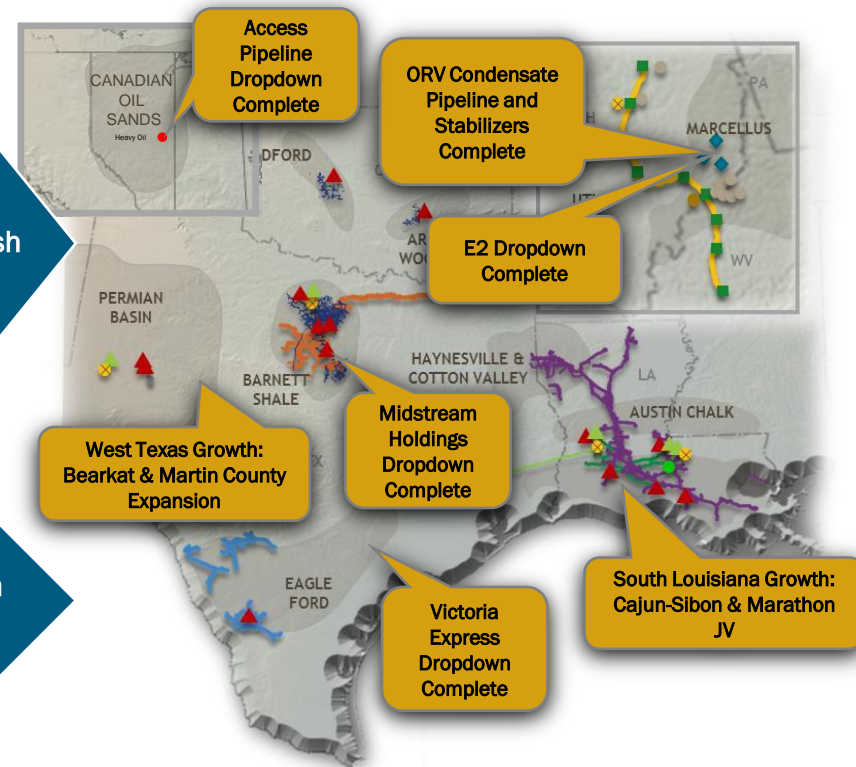 Access
Pipeline
Dropdown
Complete
CANADIAN
OIL
SANDS
Heavy Oil
ORV Condensate
Pipeline and
Stabilizers
Complete
PA
MARCELLUS
E2 Dropdown
Complete
WV
PERMIAN
BASIN
BARNETT
SHALE
HAYNESVILLE &
COTTON VALLEY
LA
AUSTIN CHALK
West Texas Growth:
Bearkat & Martin County
Expansion
Midstream
Holdings
Dropdown
Complete
EAGLE
FORD
Victoria
Express
Dropdown
Complete
South Louisiana Growth:
Cajun-Sibon & Marathon
JV